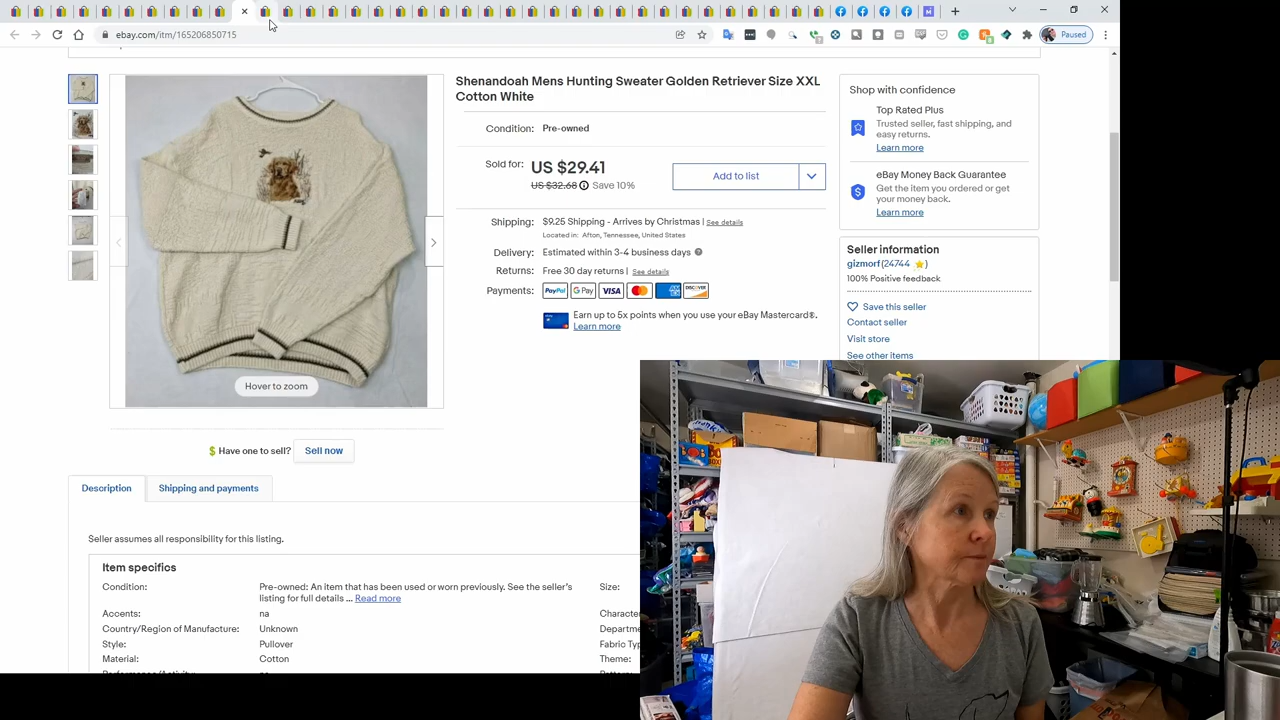 ebay.com/itm/165206850715
Paused
Shenandoah Mens Hunting Sweater Golden Retriever Size XXL
Cotton White
Condition: Pre-owned
Sold for: US $29.41
US $32.68 Save 10%
Add to list
Shipping: $9.25 Shipping - Arrives by Christmas | See details
Located in: Afton, Tennessee, United States
Delivery: Estimated within 3-4 business days
Returns: Free 30 day returns | See details
Payments: PayPal G Pay VISA DISCOVER
Earn up to 5x points when you use your eBay Mastercard®.
Learn more
Shop with confidence
Top Rated Plus
Trusted seller, fast shipping, and
easy returns.
Learn more
eBay Money Back Guarantee
Get the item you ordered or get
your money back.
Learn more
Seller information
gizmorf (24744 )
100% Positive feedback
Save this seller
Contact seller
Visit store
See other items
Hover to zoom
$ Have one to sell? Sell now
Description Shipping and payments
Seller assumes all responsibility for this listing.
Item specifics
Condition: Pre-owned: An item that has been used or worn previously. See the seller's
listing for full details ... Read more
Accents: na
Country/Region of Manufacture: Unknown
Style: Pullover
Material: Cotton
Size: